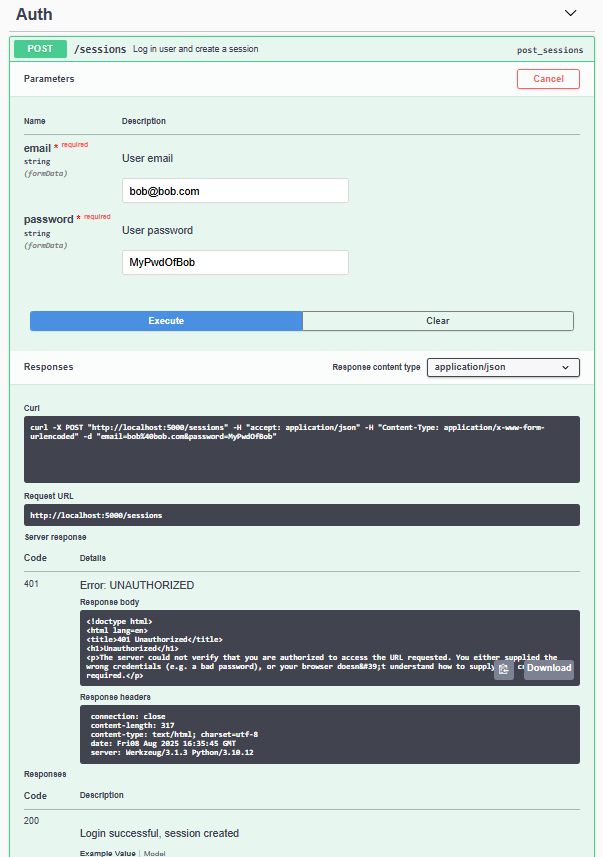 Auth
POST /sessions Log in user and create a session post_sessions
Parameters Cancel
Name Description
email * required
string
(formData)
User email
bob@bob.com
password * required
string
(formData)
User password
MyPwdOfBob
Execute Clear
Responses Response content type application/json
Curl
curl -X POST "http://localhost:5000/sessions" -H "accept: application/json" -H "Content-Type: application/x-www-form-
urlencoded" -d "email=bob%40bob.com&password=MyPwdOfBob"
Request URL
http://localhost:5000/sessions
Server response
Code Details
401 Error: UNAUTHORIZED
Response body
<!doctype html>
<html lang=en>
<title>401 Unauthorized</title>
<h1>Unauthorized</h1>
<p>The server could not verify that you are authorized to access the URL requested. You either supplied the
wrong credentials (e.g. a bad password), or your browser doesn&#39;t understand how to supply
required.</p>
Download
Response headers
connection: close
content-length: 317
content-type: text/html; charset=utf-8
date: Fri08 Aug 2025 16:35:45 GMT
server: Werkzeug/3.1.3 Python/3.10.12
Responses
Code Description
200 Login successful, session created
Example Value | Model